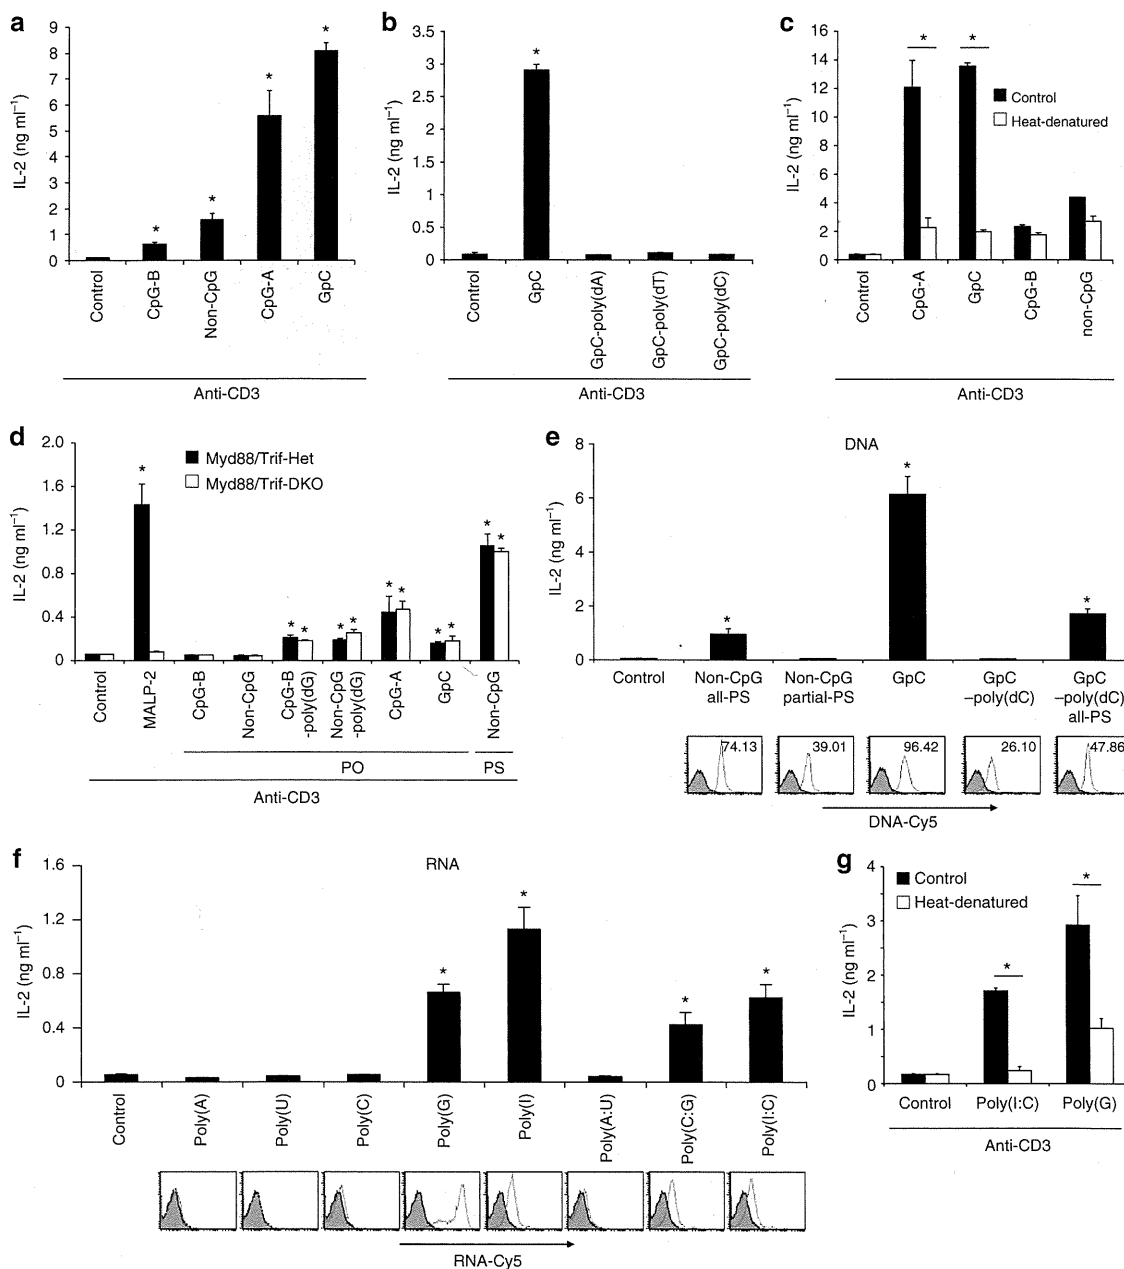 a
IL-2 (ng ml⁻¹)
9
8
7
6
5
4
3
2
1
0
*
*
*
*
Control
CpG-B
Non-CpG
CpG-A
GpC
Anti-CD3
b
IL-2 (ng ml⁻¹)
3.5
3
2.5
2
1.5
1
0.5
0
*
Control
GpC
GpC-poly(dA)
GpC-poly(dT)
GpC-poly(dC)
Anti-CD3
c
IL-2 (ng ml⁻¹)
16
14
12
10
8
6
4
2
0
*
*
Control
Heat-denatured
Control
CpG-A
GpC
CpG-B
non-CpG
Anti-CD3
d
IL-2 (ng ml⁻¹)
2.0
1.6
1.2
0.8
0.4
0
Myd88/Trif-Het
Myd88/Trif-DKO
*
* *
* *
* *
* *
* *
Control
MALP-2
CpG-B
Non-CpG
CpG-B
-poly(dG)
Non-CpG
-poly(dG)
CpG-A
GpC
Non-CpG
PO
PS
Anti-CD3
e
DNA
IL-2 (ng ml⁻¹)
8
6
4
2
0
*
*
*
Control
Non-CpG
all-PS
Non-CpG
partial-PS
GpC
GpC
–poly(dC)
GpC
–poly(dC)
all-PS
74.13
39.01
96.42
26.10
47.86
DNA-Cy5
f
RNA
IL-2 (ng ml⁻¹)
1.6
1.2
0.8
0.4
0
*
*
*
*
Control
Poly(A)
Poly(U)
Poly(C)
Poly(G)
Poly(I)
Poly(A:U)
Poly(C:G)
Poly(I:C)
RNA-Cy5
g
IL-2 (ng ml⁻¹)
4
3
2
1
0
Control
Heat-denatured
*
*
Control
Poly(I:C)
Poly(G)
Anti-CD3